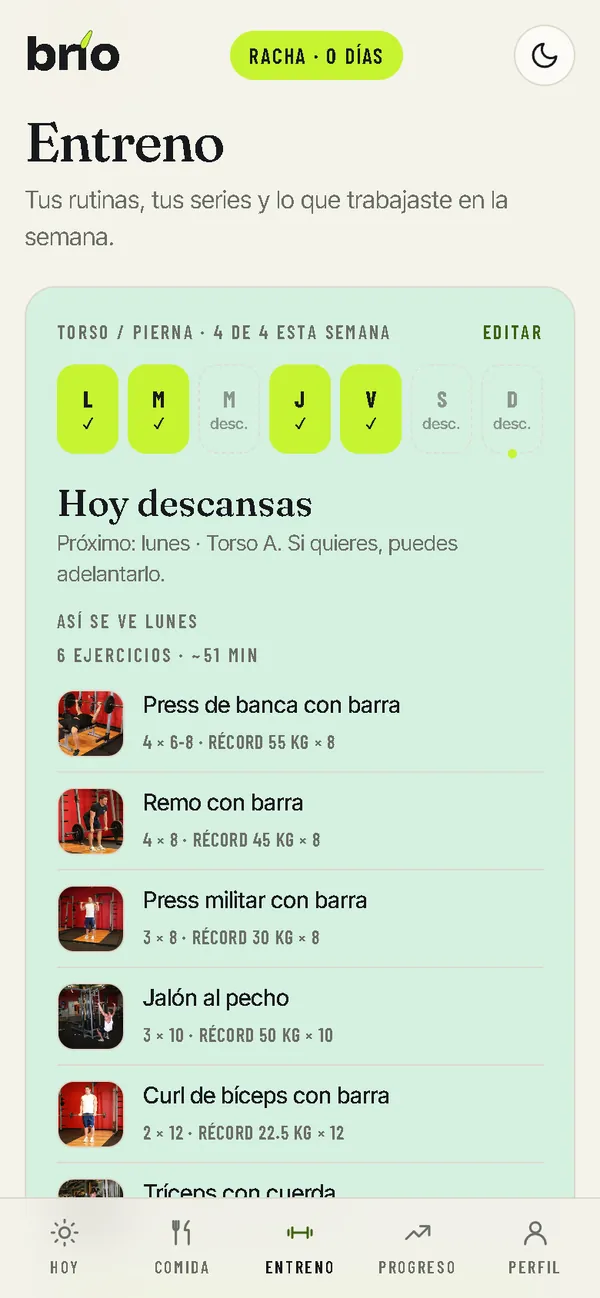 brío
RACHA · 0 DÍAS
Entreno
Tus rutinas, tus series y lo que trabajaste en la
semana.
TORSO / PIERNA · 4 DE 4 ESTA SEMANA
EDITAR
L M M J V S D
✓ ✓ desc. ✓ ✓ desc. desc.
Hoy descansas
Próximo: lunes · Torso A. Si quieres, puedes
adelantarlo.
ASÍ SE VE LUNES
6 EJERCICIOS · ~51 MIN
Press de banca con barra
4 × 6-8 · RÉCORD 55 KG × 8
Remo con barra
4 × 8 · RÉCORD 45 KG × 8
Press militar con barra
3 × 8 · RÉCORD 30 KG × 8
Jalón al pecho
3 × 10 · RÉCORD 50 KG × 10
Curl de bíceps con barra
2 × 12 · RÉCORD 22.5 KG × 12
Tríceps con cuerda
HOY COMIDA ENTRENO PROGRESO PERFIL